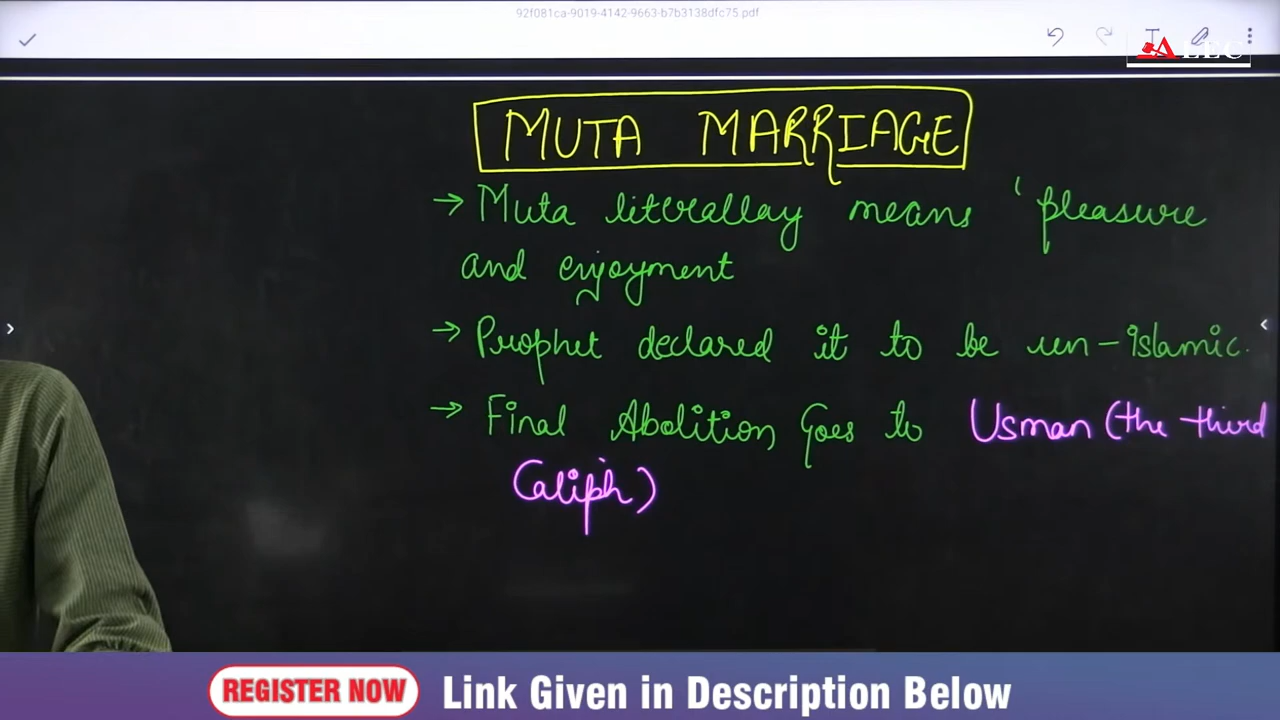 92f081ca-9019-4142-9663-b7b3138dfc75.pdf
LEC
MUTA MARRIAGE
→ Muta literallay means 'pleasure
and enjoyment
→ Prophet declared it to be un-islamic.
→ Final Abolition Goes to Usman (the third
Caliph)
REGISTER NOW Link Given in Description Below